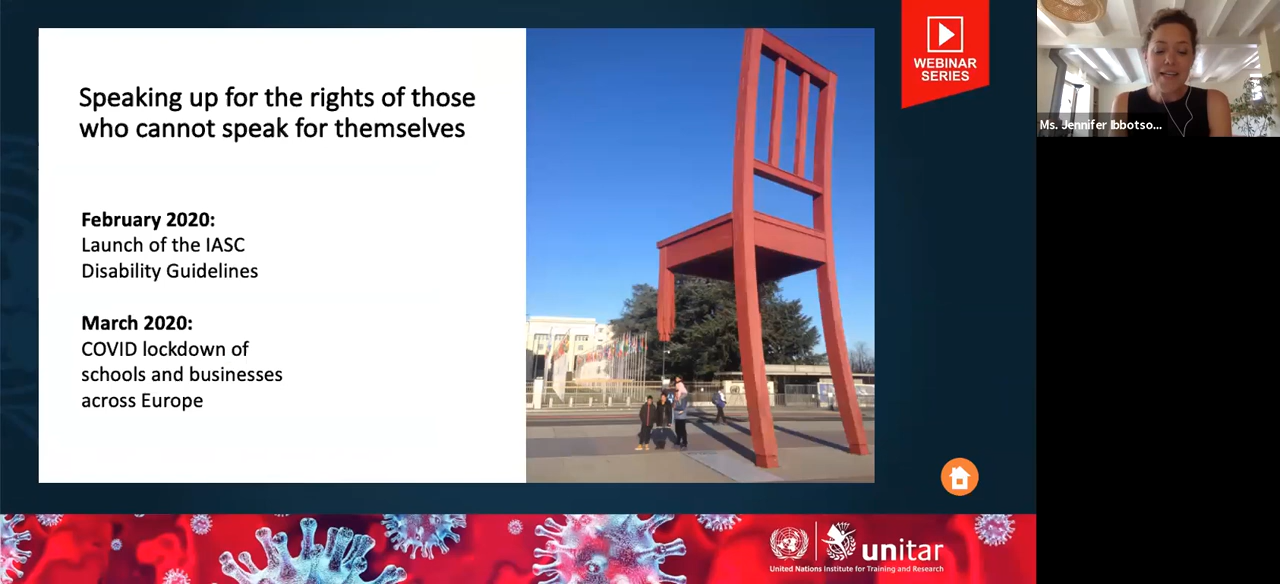 Speaking up for the rights of those
who cannot speak for themselves
February 2020:
Launch of the IASC
Disability Guidelines
March 2020:
COVID lockdown of
schools and businesses
across Europe
WEBINAR
SERIES
Ms. Jennifer Ibbotso...
unitar
United Nations Institute for Training and Research